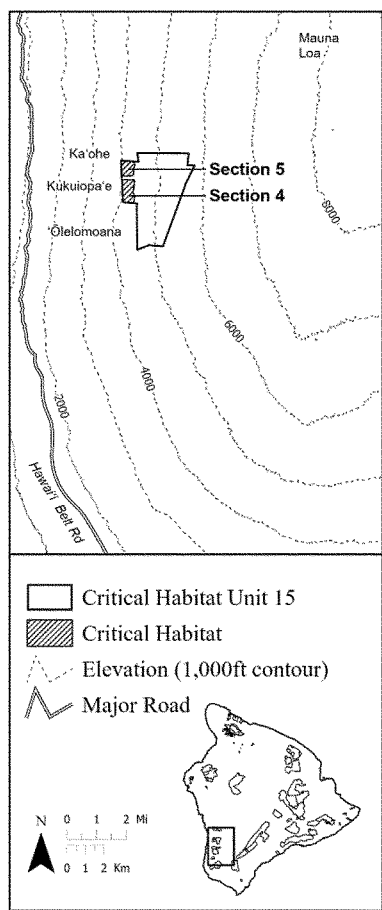 Mauna
Loa
Ka‘ohe
Section 5
Kukuiopa‘e
Section 4
‘Ōlelomoana
8000
6000
4000
2000
Hawai‘i Belt Rd
Critical Habitat Unit 15
Critical Habitat
Elevation (1,000ft contour)
Major Road
N
0 1 2 Mi
0 1 2 Km